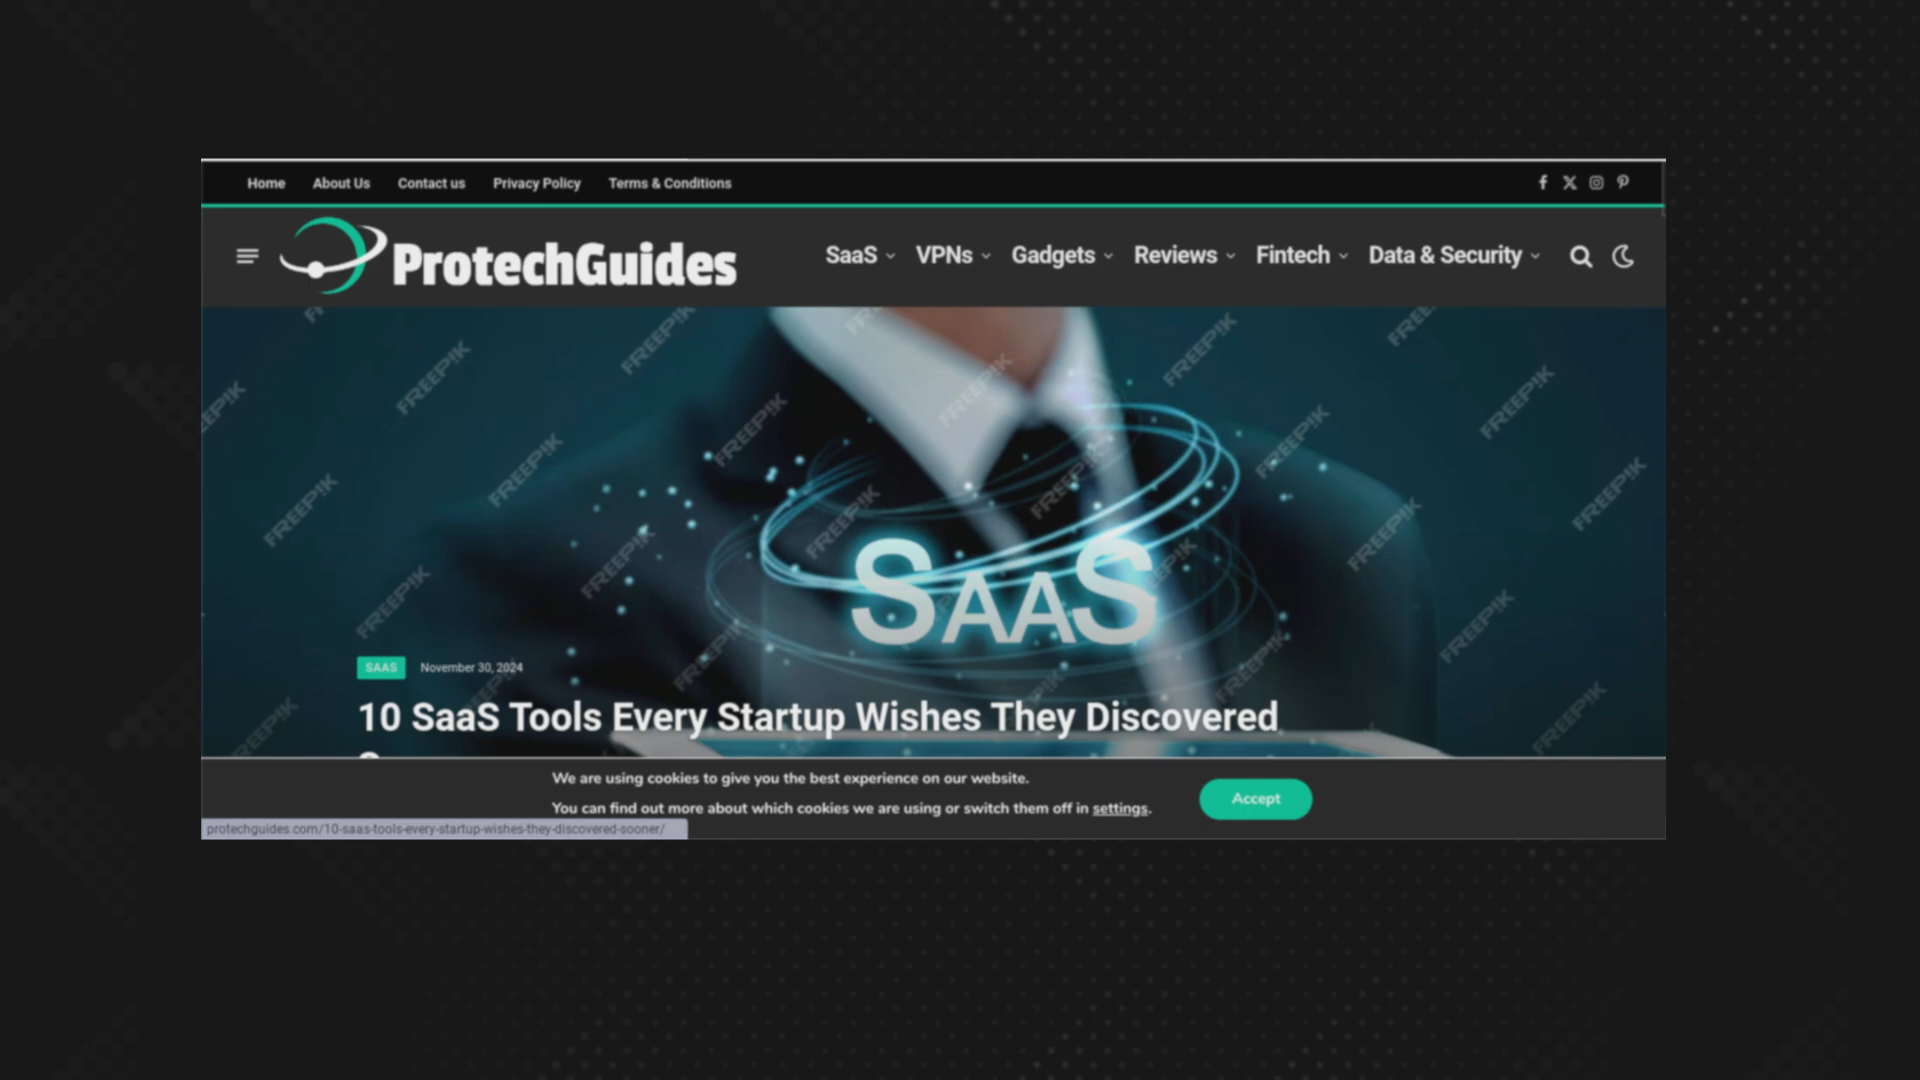 Home About Us Contact us Privacy Policy Terms & Conditions
ProtechGuides
SaaS VPNs Gadgets Reviews Fintech Data & Security
FREEPIK
SAAS
SAAS November 30, 2024
10 SaaS Tools Every Startup Wishes They Discovered
We are using cookies to give you the best experience on our website.
You can find out more about which cookies we are using or switch them off in settings.
Accept
protechguides.com/10-saas-tools-every-startup-wishes-they-discovered-sooner/